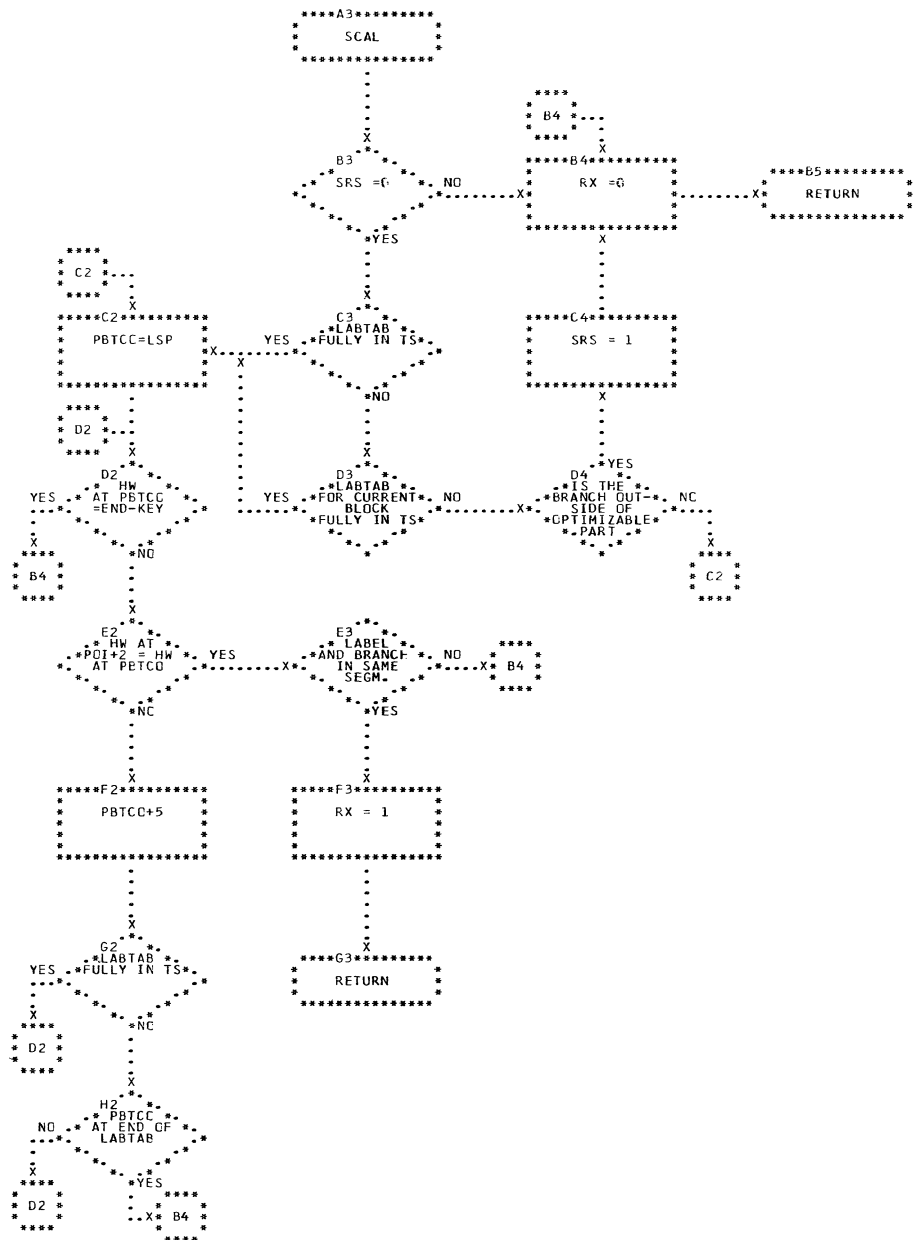 A3
SCAL
B4
B3
SRS =0
NO
B4
RX =0
B5
RETURN
YES
C2
C2
PBTCC=LSP
YES
C3
LABTAB
FULLY IN TS
C4
SRS = 1
NO
D2
D2
HW
AT PBTCC
=END-KEY
YES
NO
B4
YES
D3
LABTAB
FOR CURRENT
BLOCK
FULLY IN TS
NO
YES
D4
IS THE
BRANCH OUT-
SIDE OF
OPTIMIZABLE
PART
NC
C2
E2
HW AT
POI+2 = HW
AT PBTCO
YES
NC
E3
LABEL
AND BRANCH
IN SAME
SEGM.
NO
B4
YES
F2
PBTCO+5
F3
RX = 1
G2
LABTAB
FULLY IN TS
YES
NC
D2
G3
RETURN
H2
PBTCC
AT END OF
LABTAB
NO
YES
D2
B4